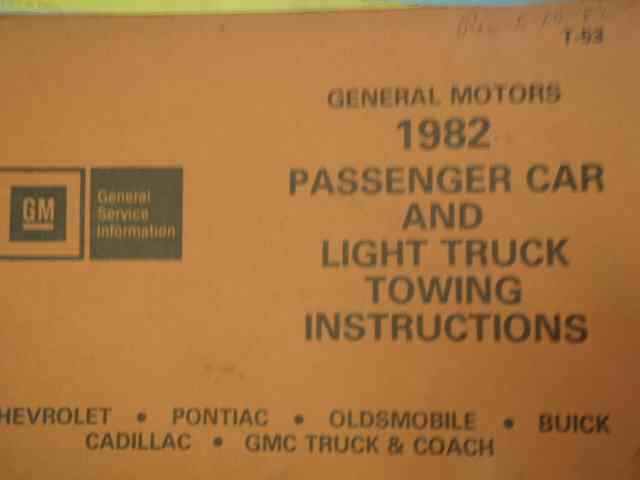 T-93
GENERAL MOTORS
1982
PASSENGER CAR
AND
LIGHT TRUCK
TOWING
INSTRUCTIONS
GM
General
Service
Information
HEVROLET • PONTIAC • OLDSMOBILE • BUICK
CADILLAC • GMC TRUCK & COACH